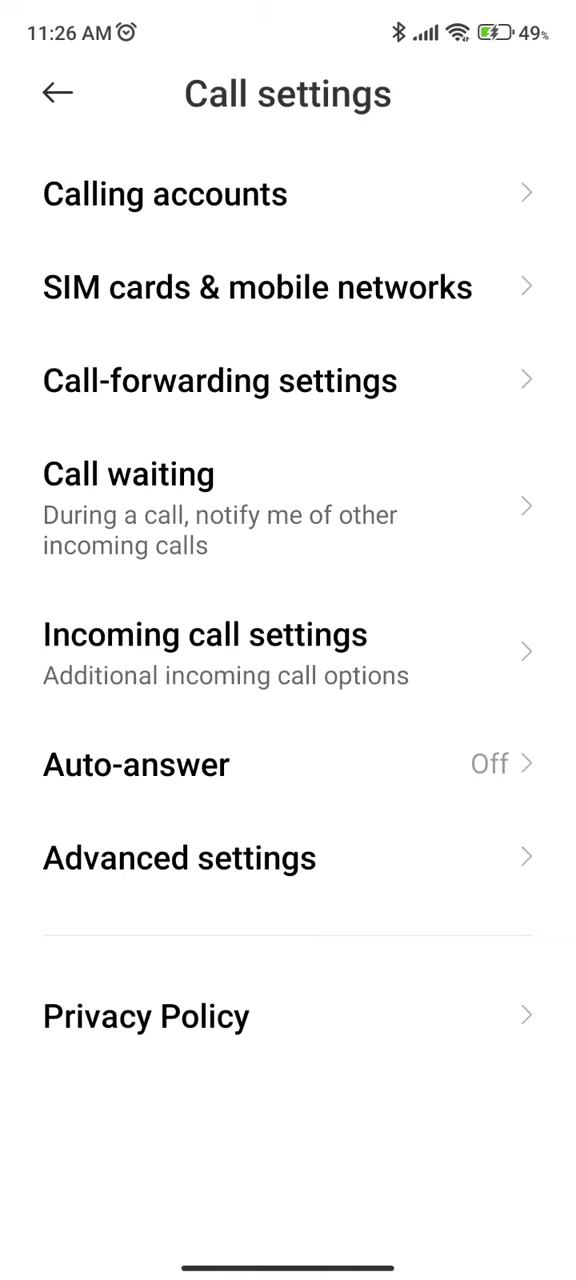 11:26 AM
49%
Call settings
Calling accounts
SIM cards & mobile networks
Call-forwarding settings
Call waiting
During a call, notify me of other
incoming calls
Incoming call settings
Additional incoming call options
Auto-answer Off
Advanced settings
Privacy Policy